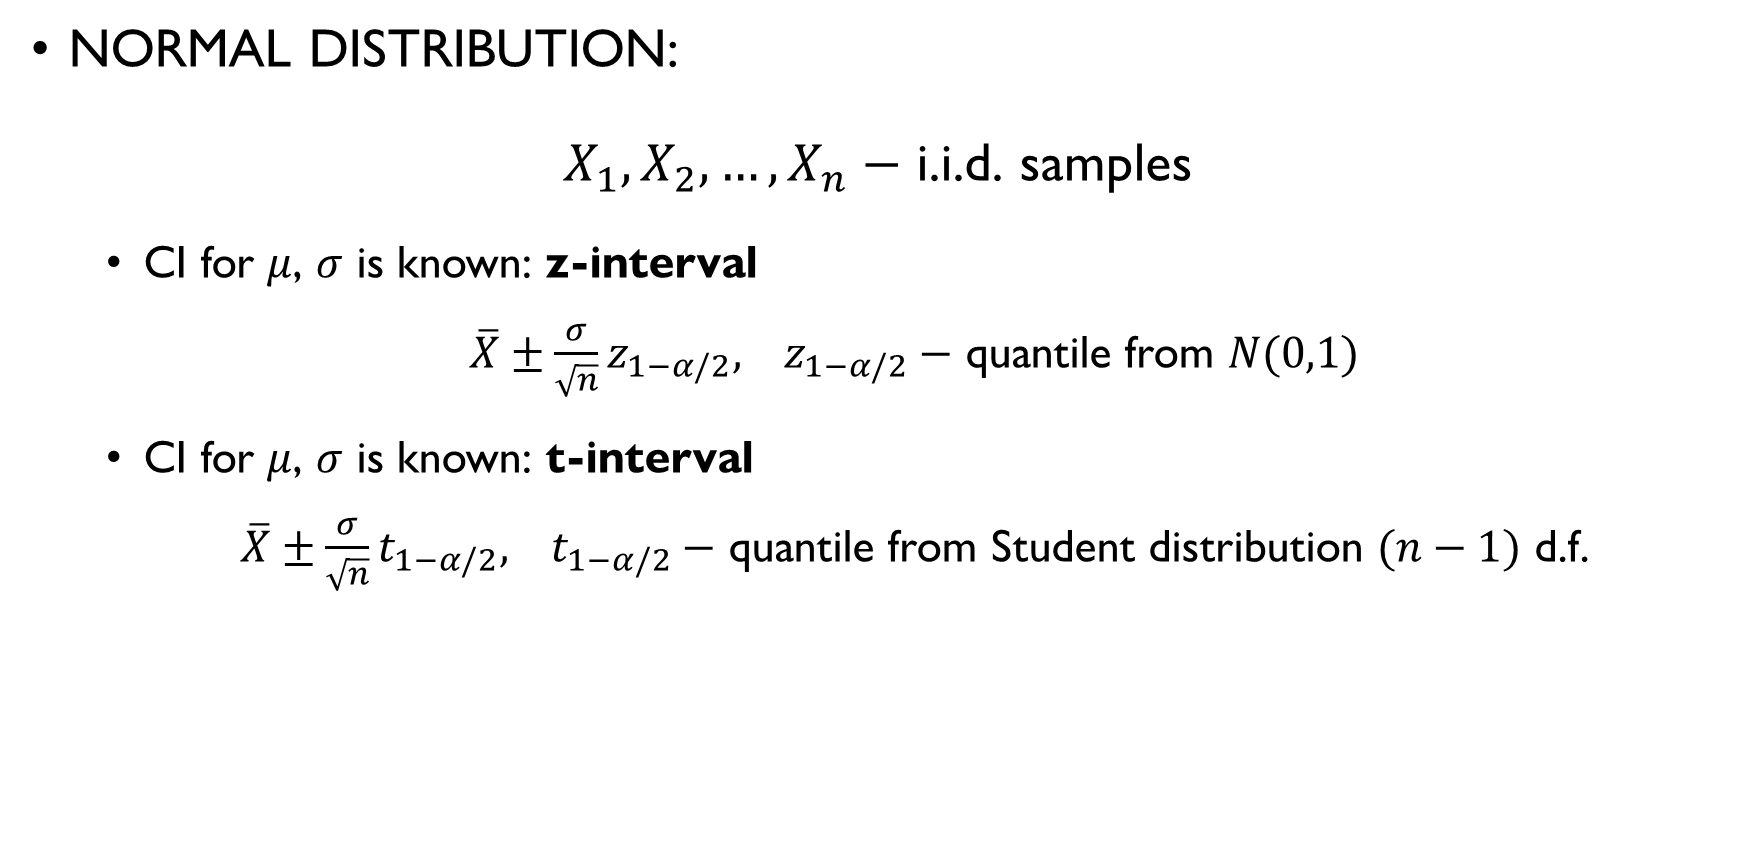 • NORMAL DISTRIBUTION:
X₁, X₂, … , Xₙ − i.i.d. samples
• CI for μ, σ is known: z-interval
X̄ ± σ/√n z₁₋α/₂, z₁₋α/₂ − quantile from N(0,1)
• CI for μ, σ is known: t-interval
X̄ ± σ/√n t₁₋α/₂, t₁₋α/₂ − quantile from Student distribution (n − 1) d.f.